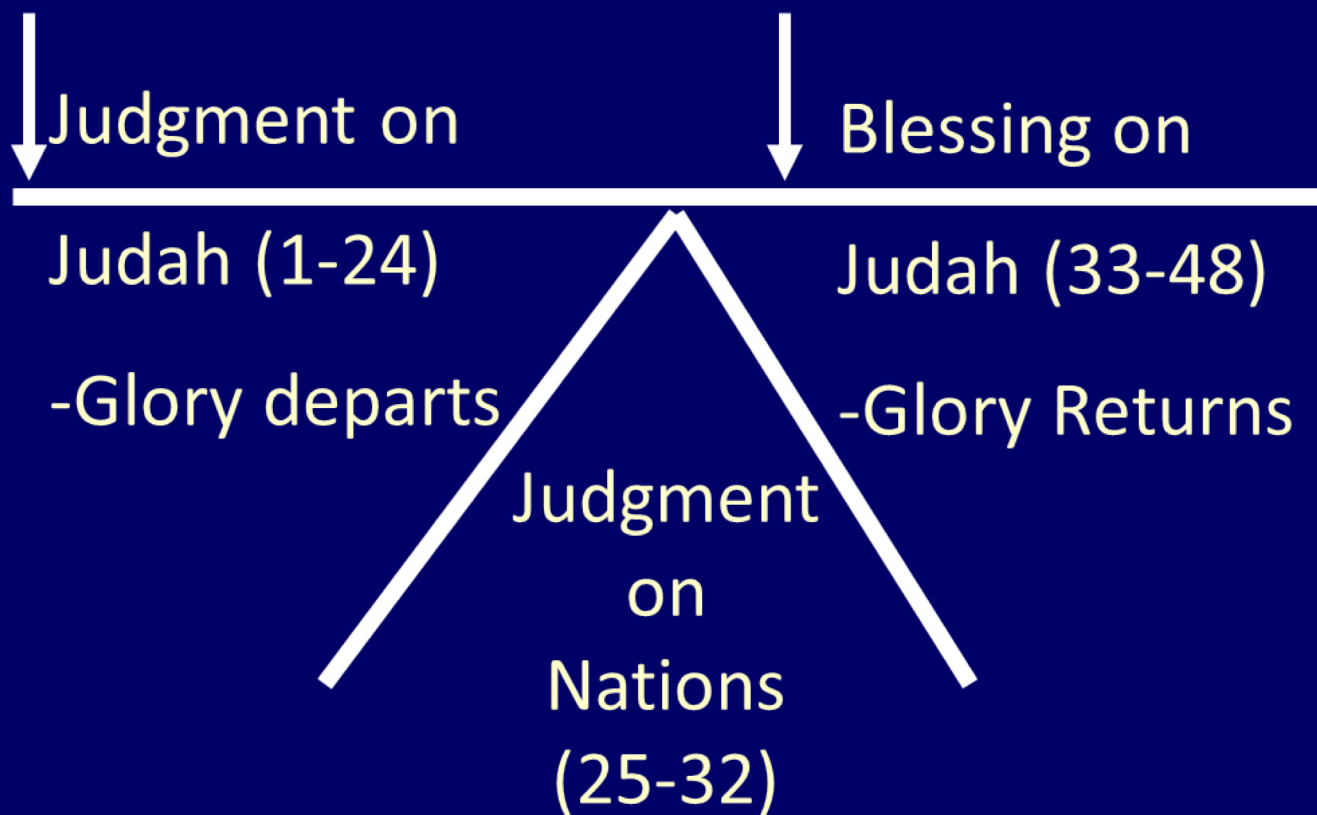 Judgment on
Judah (1-24)
-Glory departs
Judgment
on
Nations
(25-32)
Blessing on
Judah (33-48)
-Glory Returns